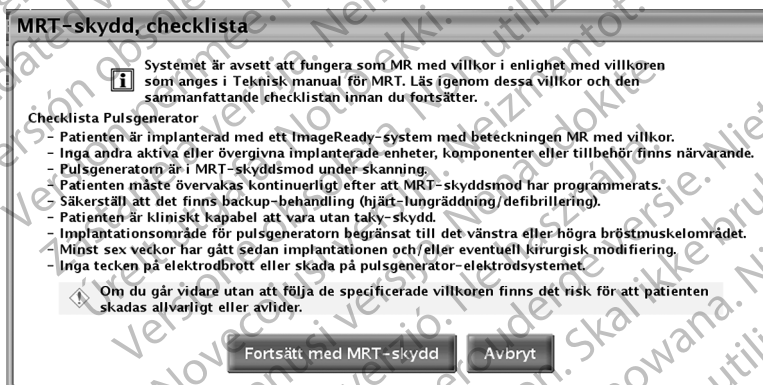 MRT-skydd, checklista
Systemet är avsett att fungera som MR med villkor i enlighet med villkoren
som anges i Teknisk manual för MRT. Läs igenom dessa villkor och den
sammanfattande checklistan innan du fortsätter.
Checklista Pulsgenerator
- Patienten är implanterad med ett ImageReady-system med beteckningen MR med villkor.
- Inga andra aktiva eller övergivna implanterade enheter, komponenter eller tillbehör finns närvarande.
- Pulsgeneratorn är i MRT-skyddsmod under skanning.
- Patienten måste övervakas kontinuerligt efter att MRT-skyddsmod har programmerats.
- Säkerställ att det finns backup-behandling (hjärt-lungräddning/defibrillering).
- Patienten är kliniskt kapabel att vara utan taky-skydd.
- Implantationsområde för pulsgeneratorn begränsat till det vänstra eller högra bröstmuskelområdet.
- Minst sex veckor har gått sedan implantationen och/eller eventuell kirurgisk modifiering.
- Inga tecken på elektrodbrott eller skada på pulsgenerator-elektrodsystemet.
Om du går vidare utan att följa de specificerade villkoren finns det risk för att patienten
skadas allvarligt eller avlider.
Fortsätt med MRT-skydd Avbryt